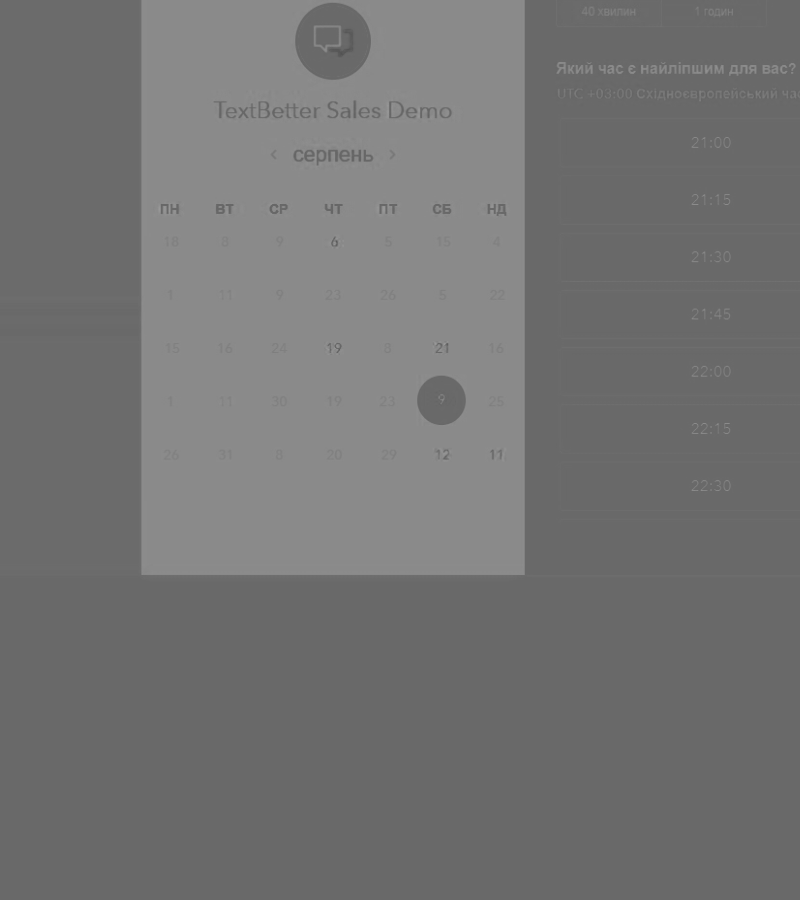 TextBetter Sales Demo
< серпень >
ПН ВТ СР ЧТ ПТ СБ НД
18 8 9 6 5 15 4
1 11 9 23 26 5 22
15 16 24 19 8 21 16
1 11 30 19 23 9 25
26 31 8 20 29 12 11
40 хвилин 1 годин
Який час є найліпшим для вас?
UTC +03:00 Східноєвропейський
21:00
21:15
21:30
21:45
22:00
22:15
22:30